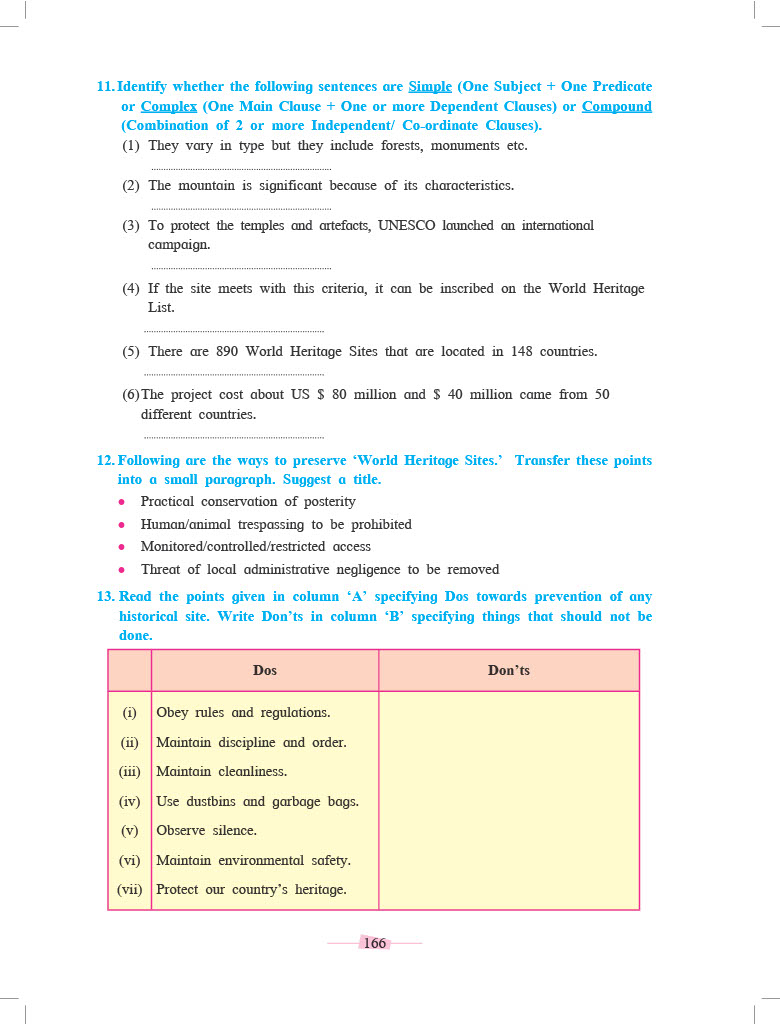 11. Identify whether the following sentences are Simple (One Subject + One Predicate
or Complex (One Main Clause + One or more Dependent Clauses) or Compound
(Combination of 2 or more Independent/ Co-ordinate Clauses).
(1) They vary in type but they include forests, monuments etc.
(2) The mountain is significant because of its characteristics.
(3) To protect the temples and artefacts, UNESCO launched an international
campaign.
(4) If the site meets with this criteria, it can be inscribed on the World Heritage
List.
(5) There are 890 World Heritage Sites that are located in 148 countries.
(6) The project cost about US $ 80 million and $ 40 million came from 50
different countries.
12. Following are the ways to preserve ‘World Heritage Sites.’ Transfer these points
into a small paragraph. Suggest a title.
• Practical conservation of posterity
• Human/animal trespassing to be prohibited
• Monitored/controlled/restricted access
• Threat of local administrative negligence to be removed
13. Read the points given in column ‘A’ specifying Dos towards prevention of any
historical site. Write Don’ts in column ‘B’ specifying things that should not be
done.
Dos Don’ts
(i) Obey rules and regulations.
(ii) Maintain discipline and order.
(iii) Maintain cleanliness.
(iv) Use dustbins and garbage bags.
(v) Observe silence.
(vi) Maintain environmental safety.
(vii) Protect our country’s heritage.
166